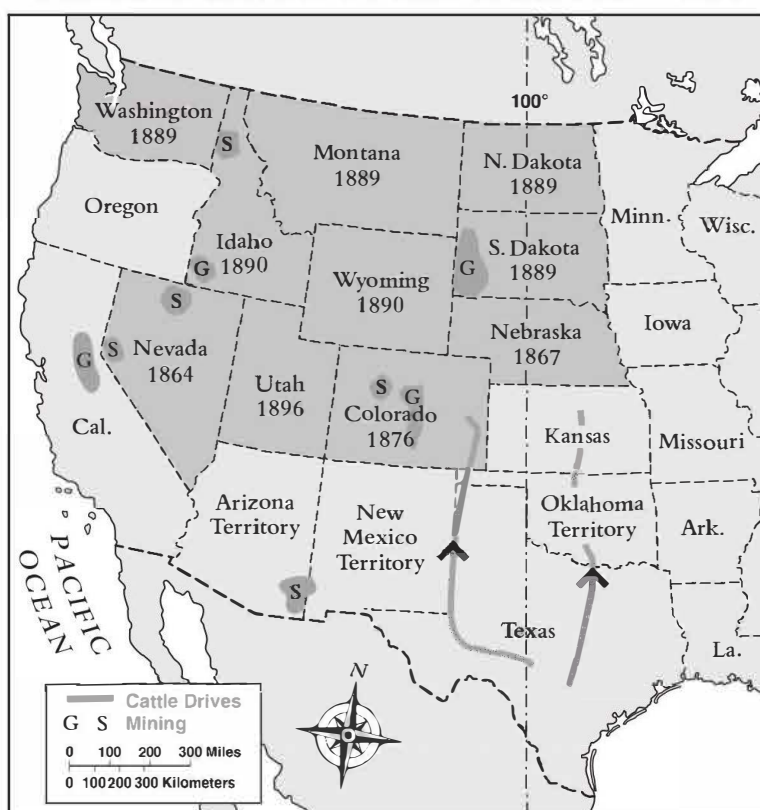 100°
Washington
1889
S
Montana
1889
N. Dakota
1889
Minn.
Wisc.
Oregon
Idaho
1890
G
S
Wyoming
1890
G
S. Dakota
1889
Iowa
Nebraska
1867
G
S
Nevada
1864
Utah
1896
S
G
Colorado
1876
Cal.
Kansas
Missouri
Arizona
Territory
New
Mexico
Territory
Oklahoma
Territory
Ark.
S
Texas
La.
PACIFIC
OCEAN
N
Cattle Drives
G S Mining
0 100 200 300 Miles
0 100 200 300 Kilometers